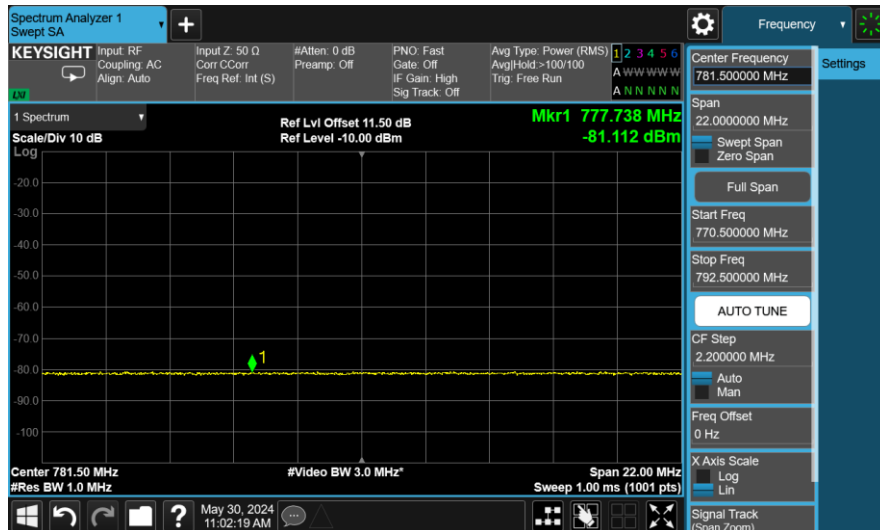 Spectrum Analyzer 1
Swept SA
+
Frequency
KEYSIGHT
Input: RF
Coupling: AC
Align: Auto
Input Z: 50 Ω
Corr CCorr
Freq Ref: Int (S)
#Atten: 0 dB
Preamp: Off
PNO: Fast
Gate: Off
IF Gain: High
Sig Track: Off
Avg Type: Power (RMS)
Avg|Hold:>100/100
Trig: Free Run
1 2 3 4 5 6
A W W W W W
A N N N N N
LXI
1 Spectrum
Scale/Div 10 dB
Ref Lvl Offset 11.50 dB
Ref Level -10.00 dBm
Mkr1 777.738 MHz
-81.112 dBm
Log
-20.0
-30.0
-40.0
-50.0
-60.0
-70.0
-80.0
-90.0
-100
1
Center 781.50 MHz
#Res BW 1.0 MHz
#Video BW 3.0 MHz*
Span 22.00 MHz
Sweep 1.00 ms (1001 pts)
?
May 30, 2024
11:02:19 AM
Center Frequency
781.500000 MHz
Settings
Span
22.0000000 MHz
Swept Span
Zero Span
Full Span
Start Freq
770.500000 MHz
Stop Freq
792.500000 MHz
AUTO TUNE
CF Step
2.200000 MHz
Auto
Man
Freq Offset
0 Hz
X Axis Scale
Log
Lin
Signal Track
(Span Zoom)